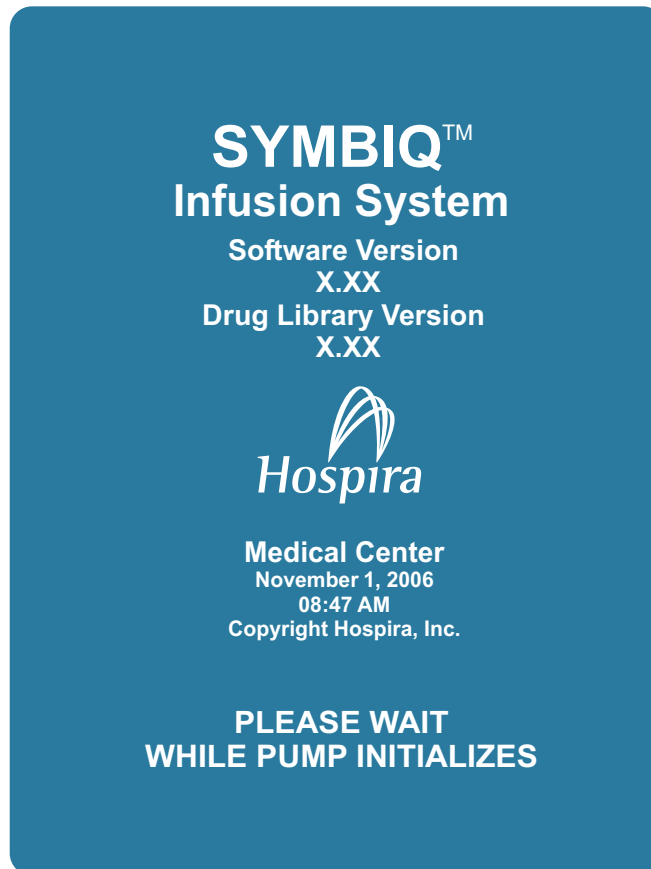 SYMBIQ™
Infusion System
Software Version
X.XX
Drug Library Version
X.XX
Hospira
Medical Center
November 1, 2006
08:47 AM
Copyright Hospira, Inc.
PLEASE WAIT
WHILE PUMP INITIALIZES